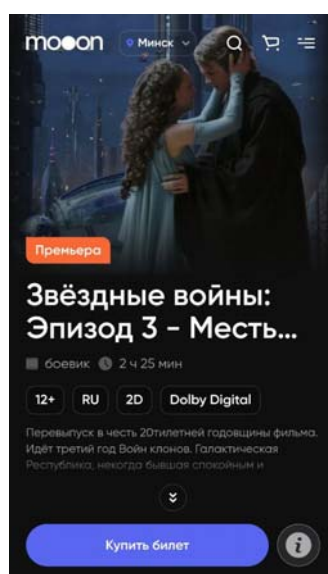 mooon
Минск
Премьера
Звёздные войны:
Эпизод 3 - Месть...
боевик 2 ч 25 мин
12+ RU 2D Dolby Digital
Перевыпуск в честь 20тилетней годовщины фильма.
Идёт третий год Войн клонов. Галактическая
Республика, некогда бывшая спокойным и
Купить билет